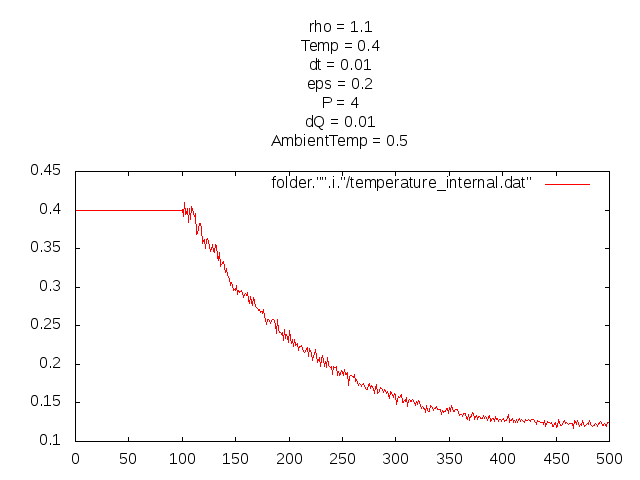 rho = 1.1
Temp = 0.4
dt = 0.01
eps = 0.2
P = 4
dQ = 0.01
AmbientTemp = 0.5
folder."".i."/temperature_internal.dat"
0.45
0.4
0.35
0.3
0.25
0.2
0.15
0.1
0 50 100 150 200 250 300 350 400 450 500